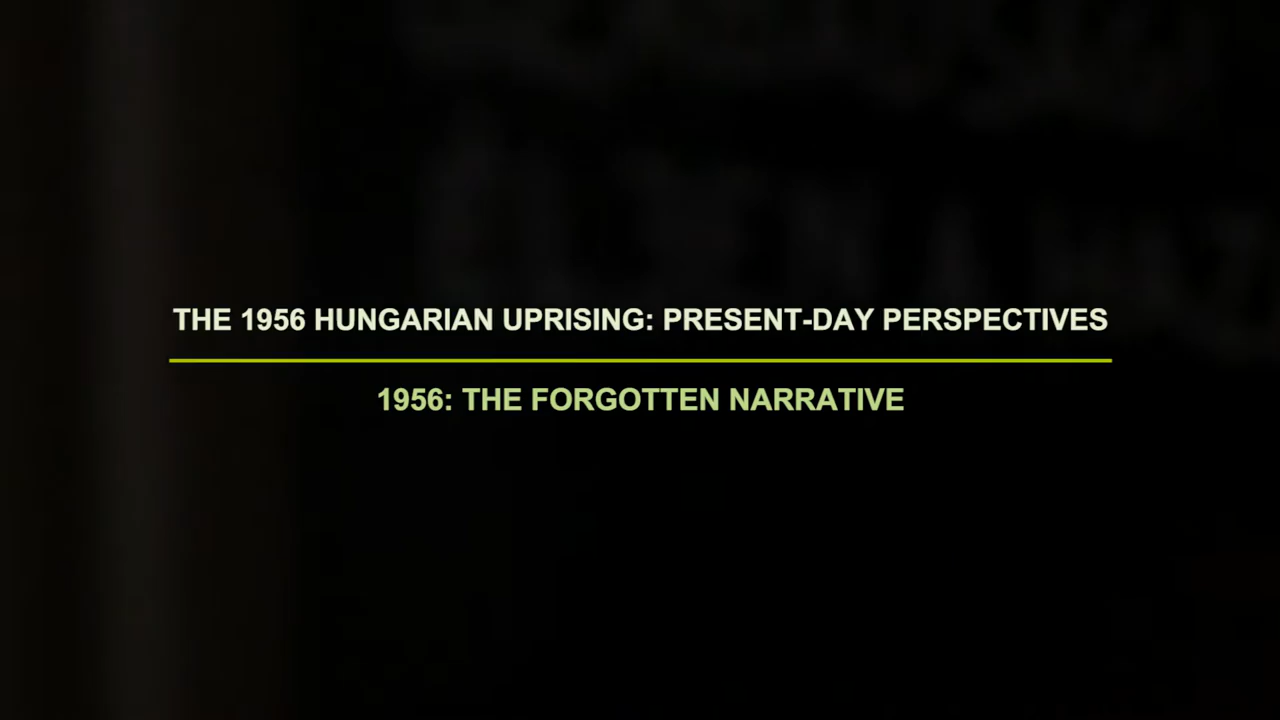 THE 1956 HUNGARIAN UPRISING: PRESENT-DAY PERSPECTIVES
1956: THE FORGOTTEN NARRATIVE